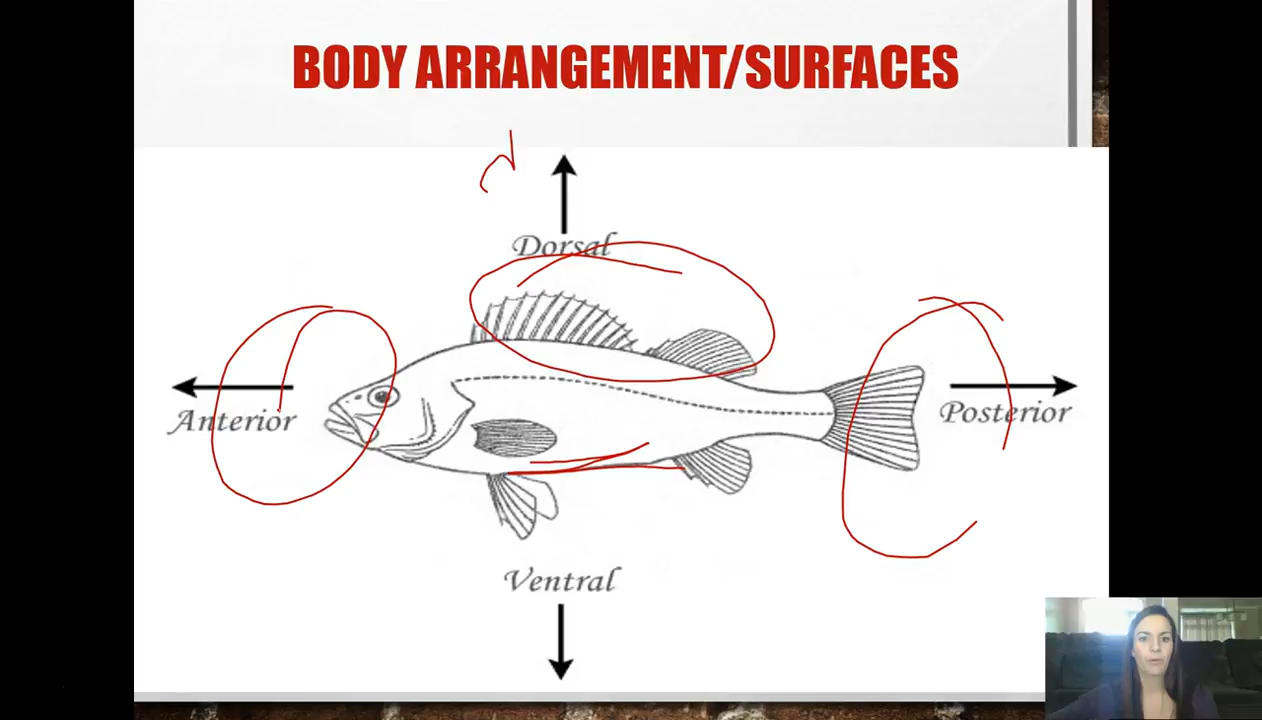 BODY ARRANGEMENT/SURFACES
d
Dorsal
Anterior
Posterior
Ventral